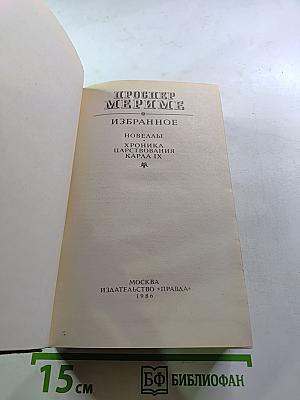 ПРОСПЕР
МЕРИМЕ
ИЗБРАННОЕ
НОВЕЛЛЫ
ХРОНИКА
ЦАРСТВОВАНИЯ
КАРЛА IX
МОСКВА
ИЗДАТЕЛЬСТВО «ПРАВДА»
1986
15 см
БФ БИБЛИОФАН